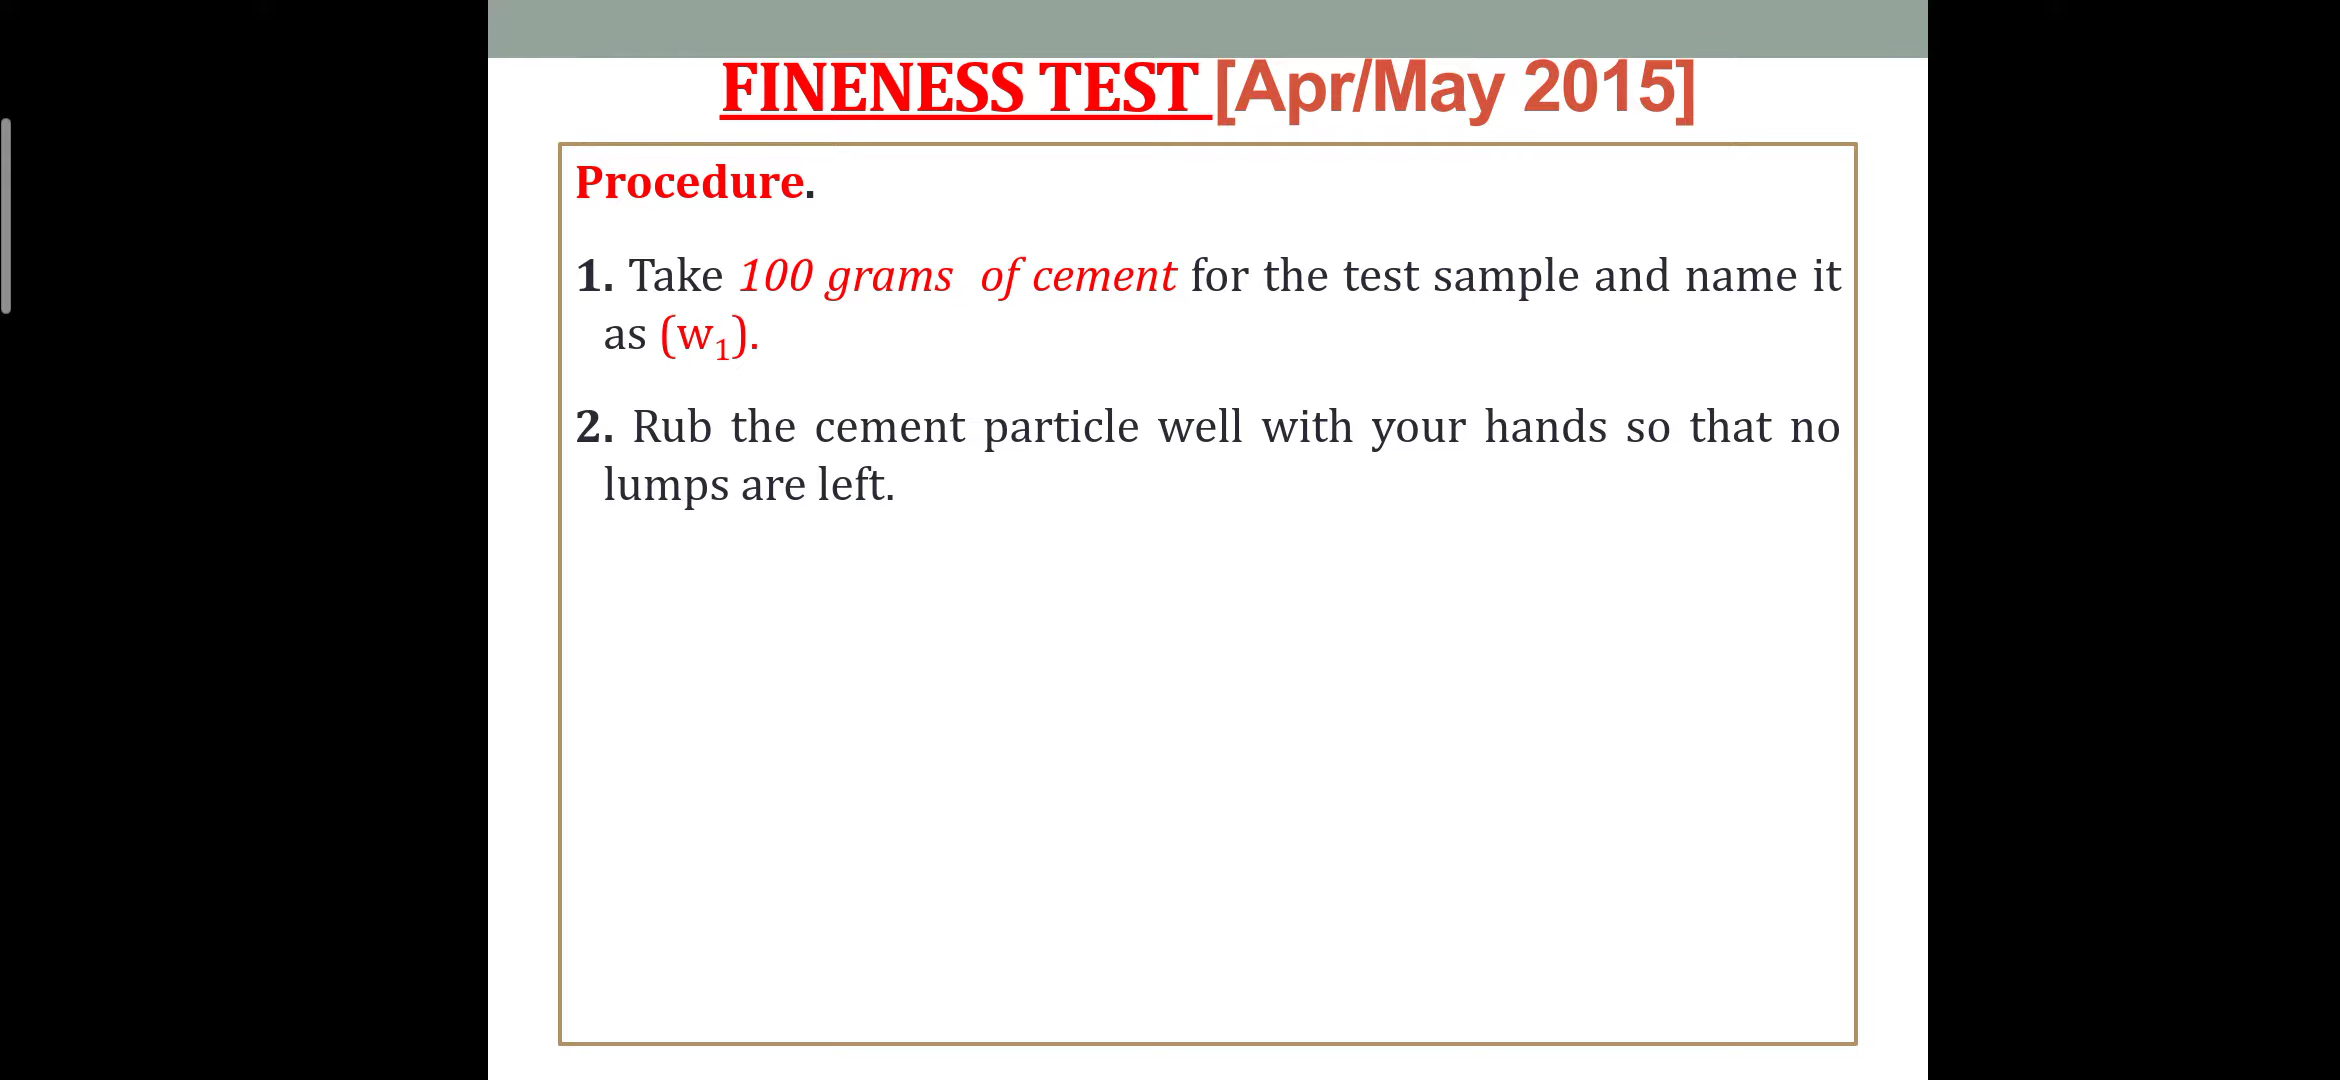 FINENESS TEST [Apr/May 2015]
Procedure.
1. Take 100 grams of cement for the test sample and name it
as (w₁).
2. Rub the cement particle well with your hands so that no
lumps are left.